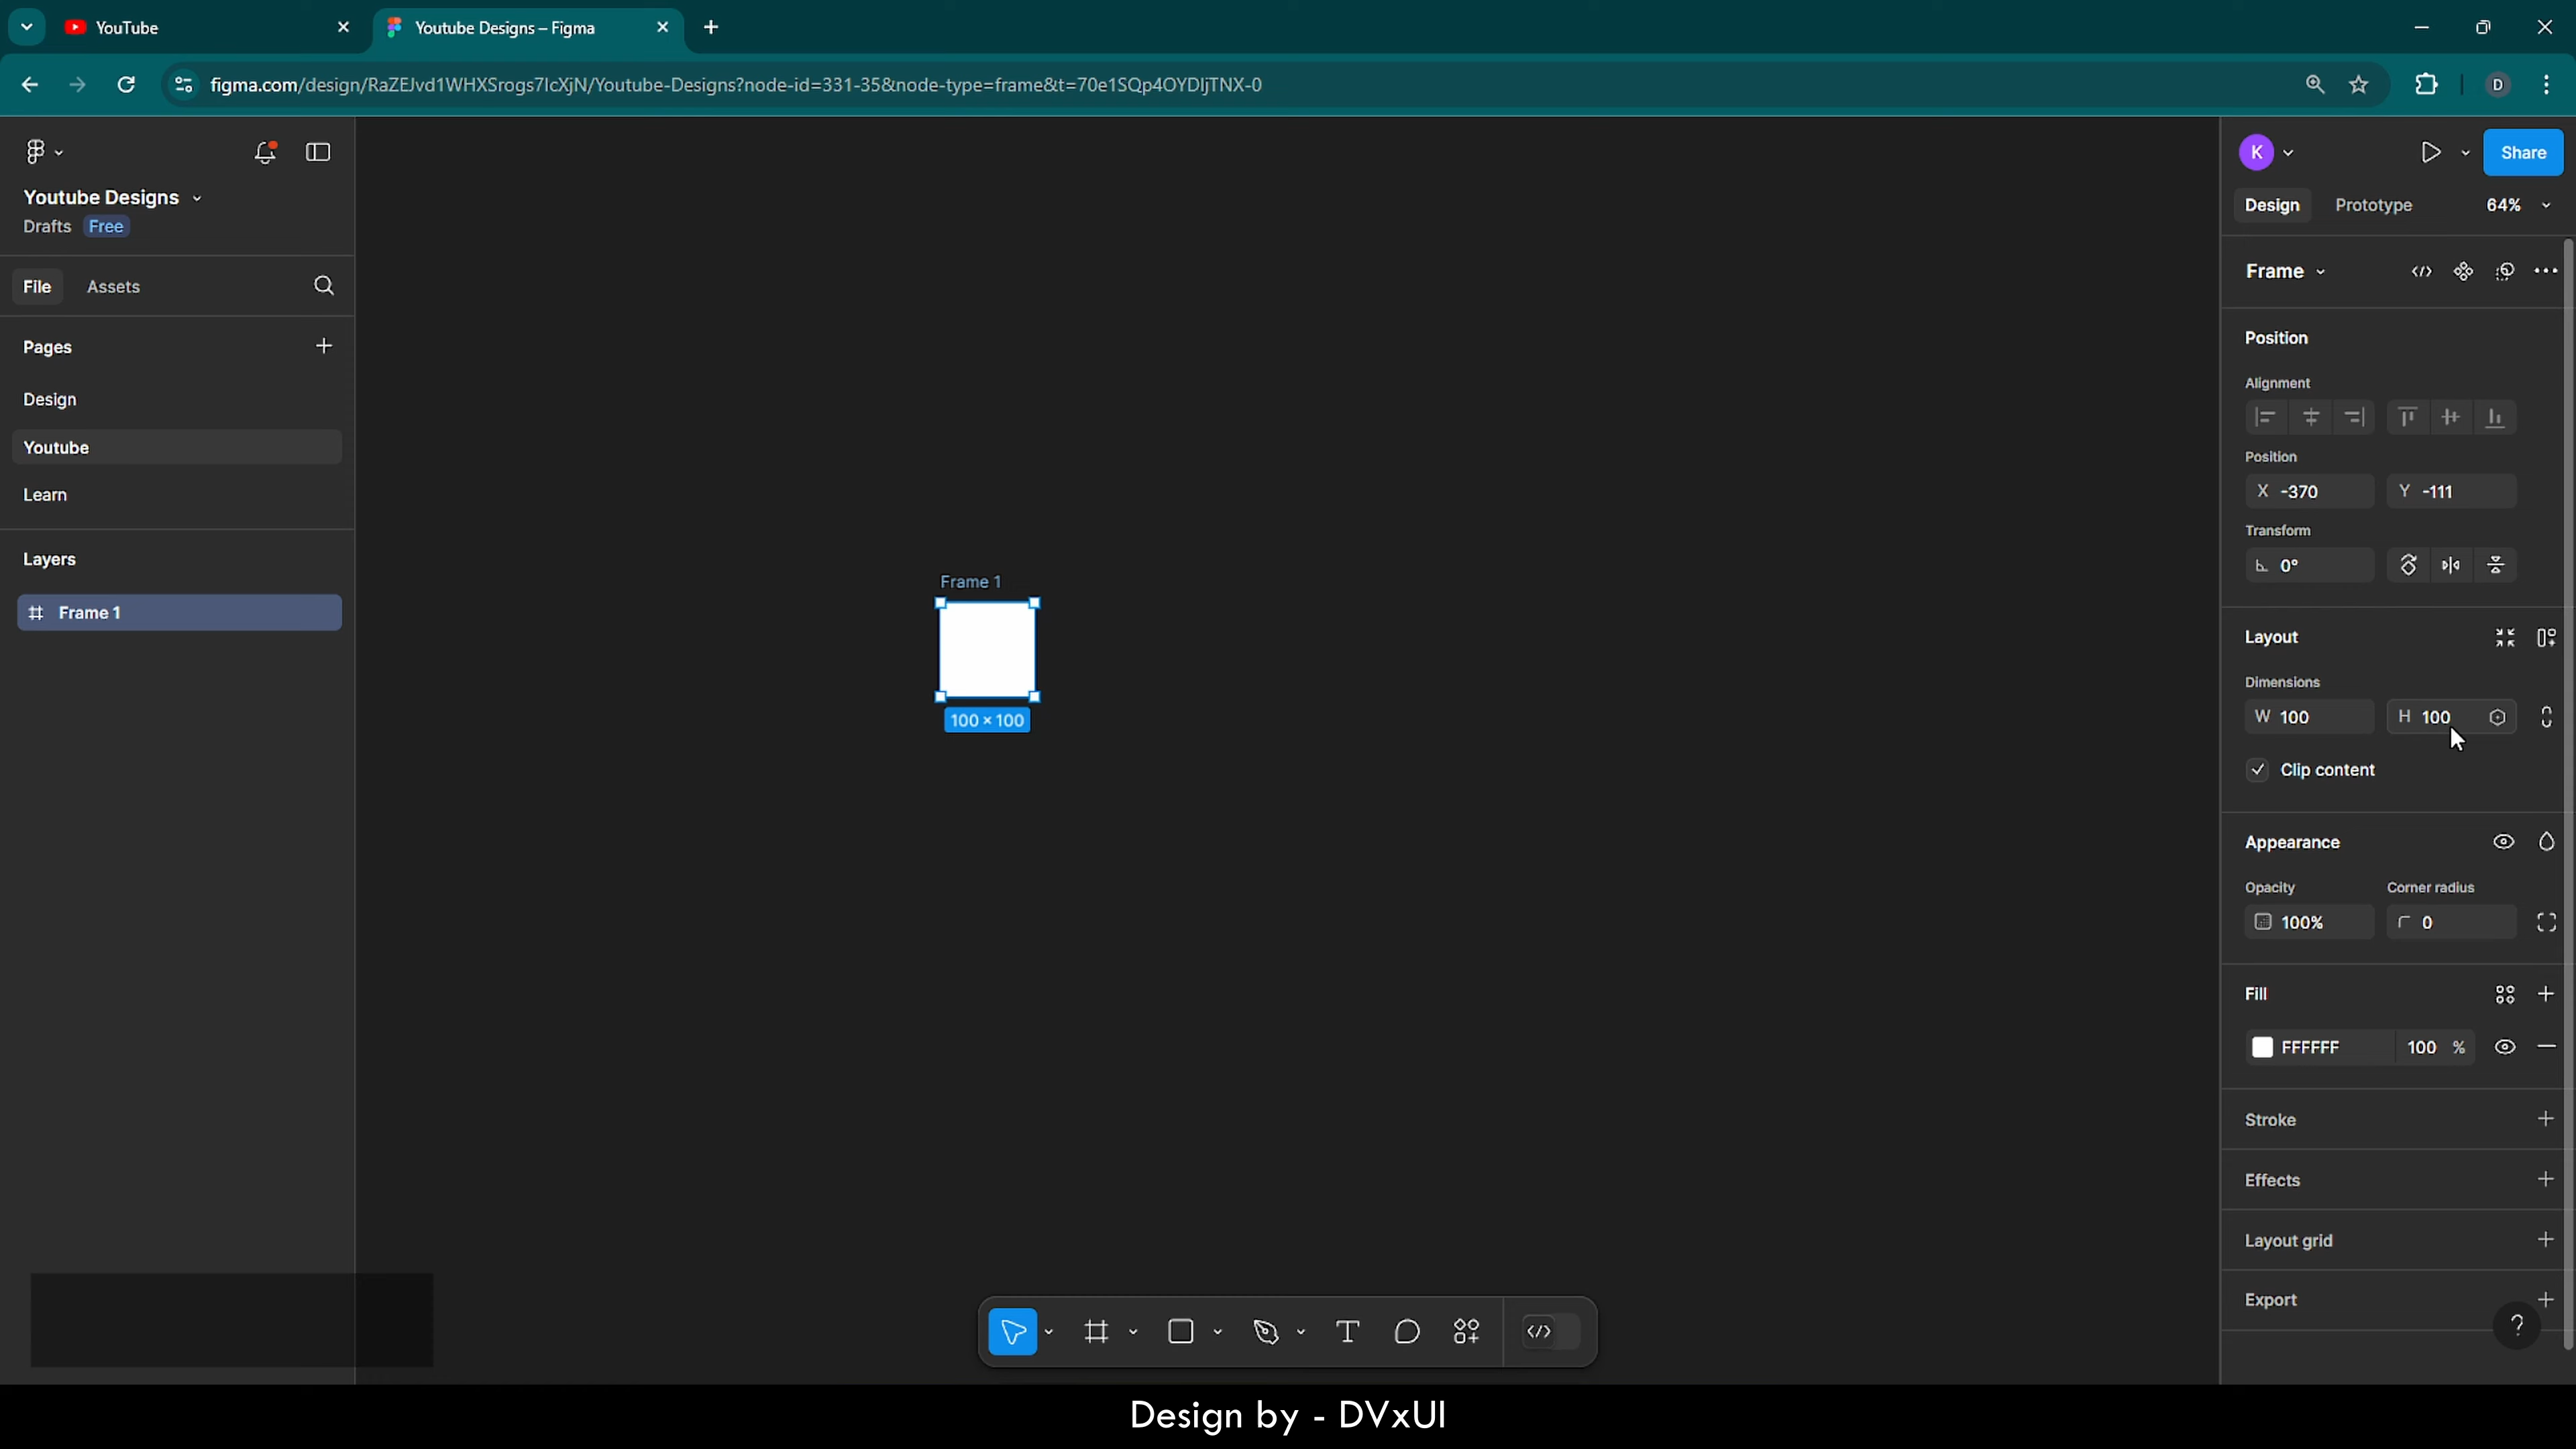 YouTube
Youtube Designs – Figma
figma.com/design/RaZEJvd1WHXSrogs7IcXjN/Youtube-Designs?node-id=331-35&node-type=frame&t=70e1SQp4OYDIjTNX-0
D
Youtube Designs
Drafts Free
File Assets
Pages
Design
Youtube
Learn
Layers
Frame 1
Frame 1
100 × 100
K
Share
Design Prototype 64%
Frame
Position
Alignment
Position
X -370 Y -111
Transform
0°
Layout
Dimensions
W 100 H 100
Clip content
Appearance
Opacity Corner radius
100% 0
Fill
FFFFFF 100 %
Stroke
Effects
Layout grid
Export
?
Design by - DVxUI